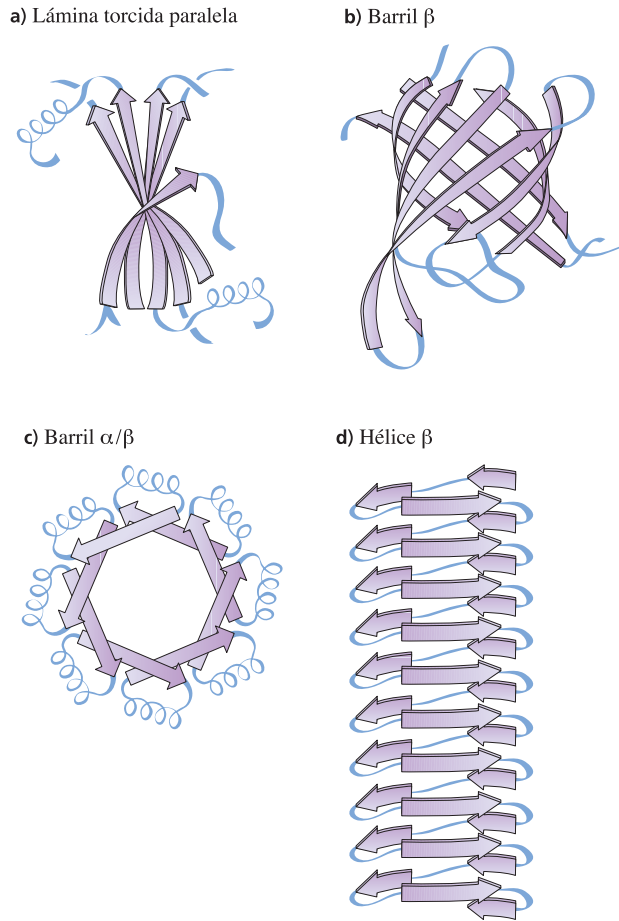 a) Lámina torcida paralela
b) Barril β
c) Barril α/β
d) Hélice β